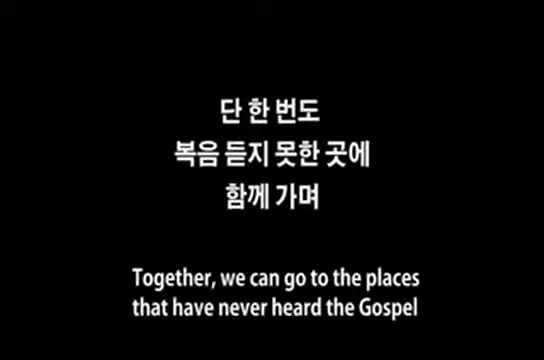 단 한 번도
복음 듣지 못한 곳에
함께 가며
Together, we can go to the places
that have never heard the Gospel